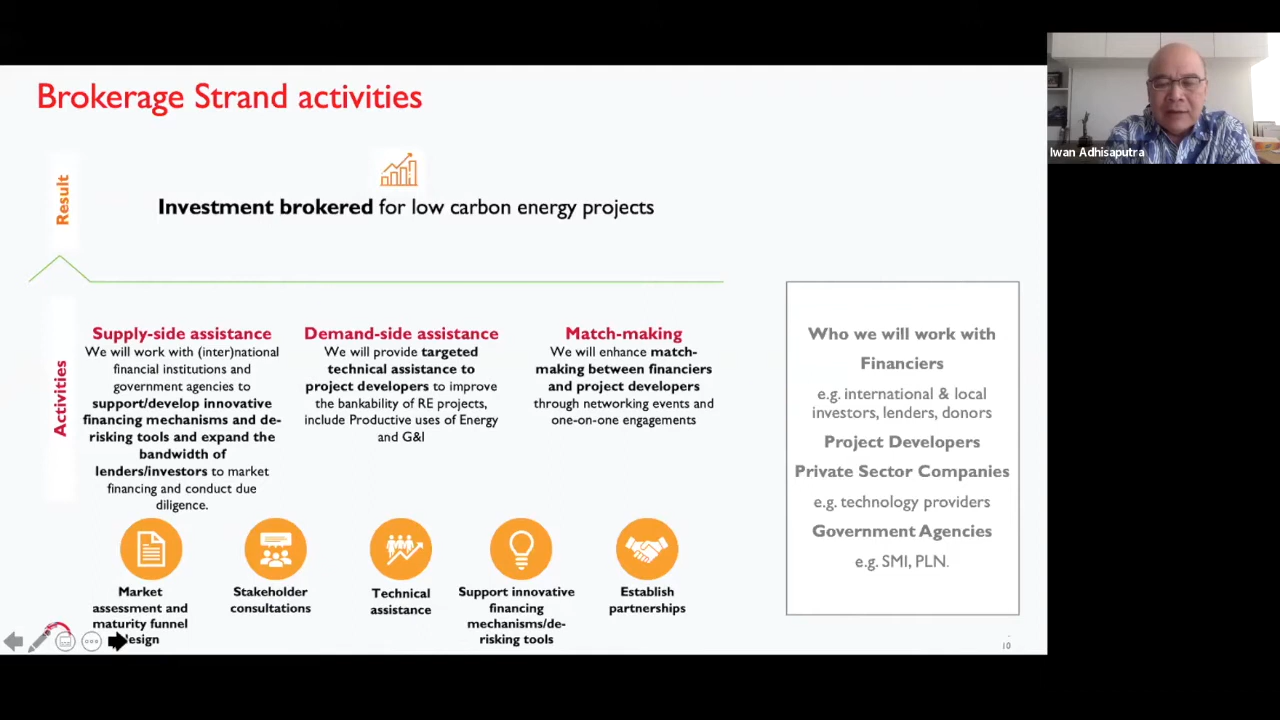 Brokerage Strand activities
Iwan Adhisaputra
Result
Investment brokered for low carbon energy projects
Activities
Supply-side assistance
We will work with (inter)national
financial institutions and
government agencies to
support/develop innovative
financing mechanisms and de-
risking tools and expand the
bandwidth of
lenders/investors to market
financing and conduct due
diligence.
Demand-side assistance
We will provide targeted
technical assistance to
project developers to improve
the bankability of RE projects,
include Productive uses of Energy
and G&I
Match-making
We will enhance match-
making between financiers
and project developers
through networking events and
one-on-one engagements
Who we will work with
Financiers
e.g. international & local
investors, lenders, donors
Project Developers
Private Sector Companies
e.g. technology providers
Government Agencies
e.g. SMI, PLN.
Market
assessment and
maturity funnel
design
Stakeholder
consultations
Technical
assistance
Support innovative
financing
mechanisms/de-
risking tools
Establish
partnerships
10